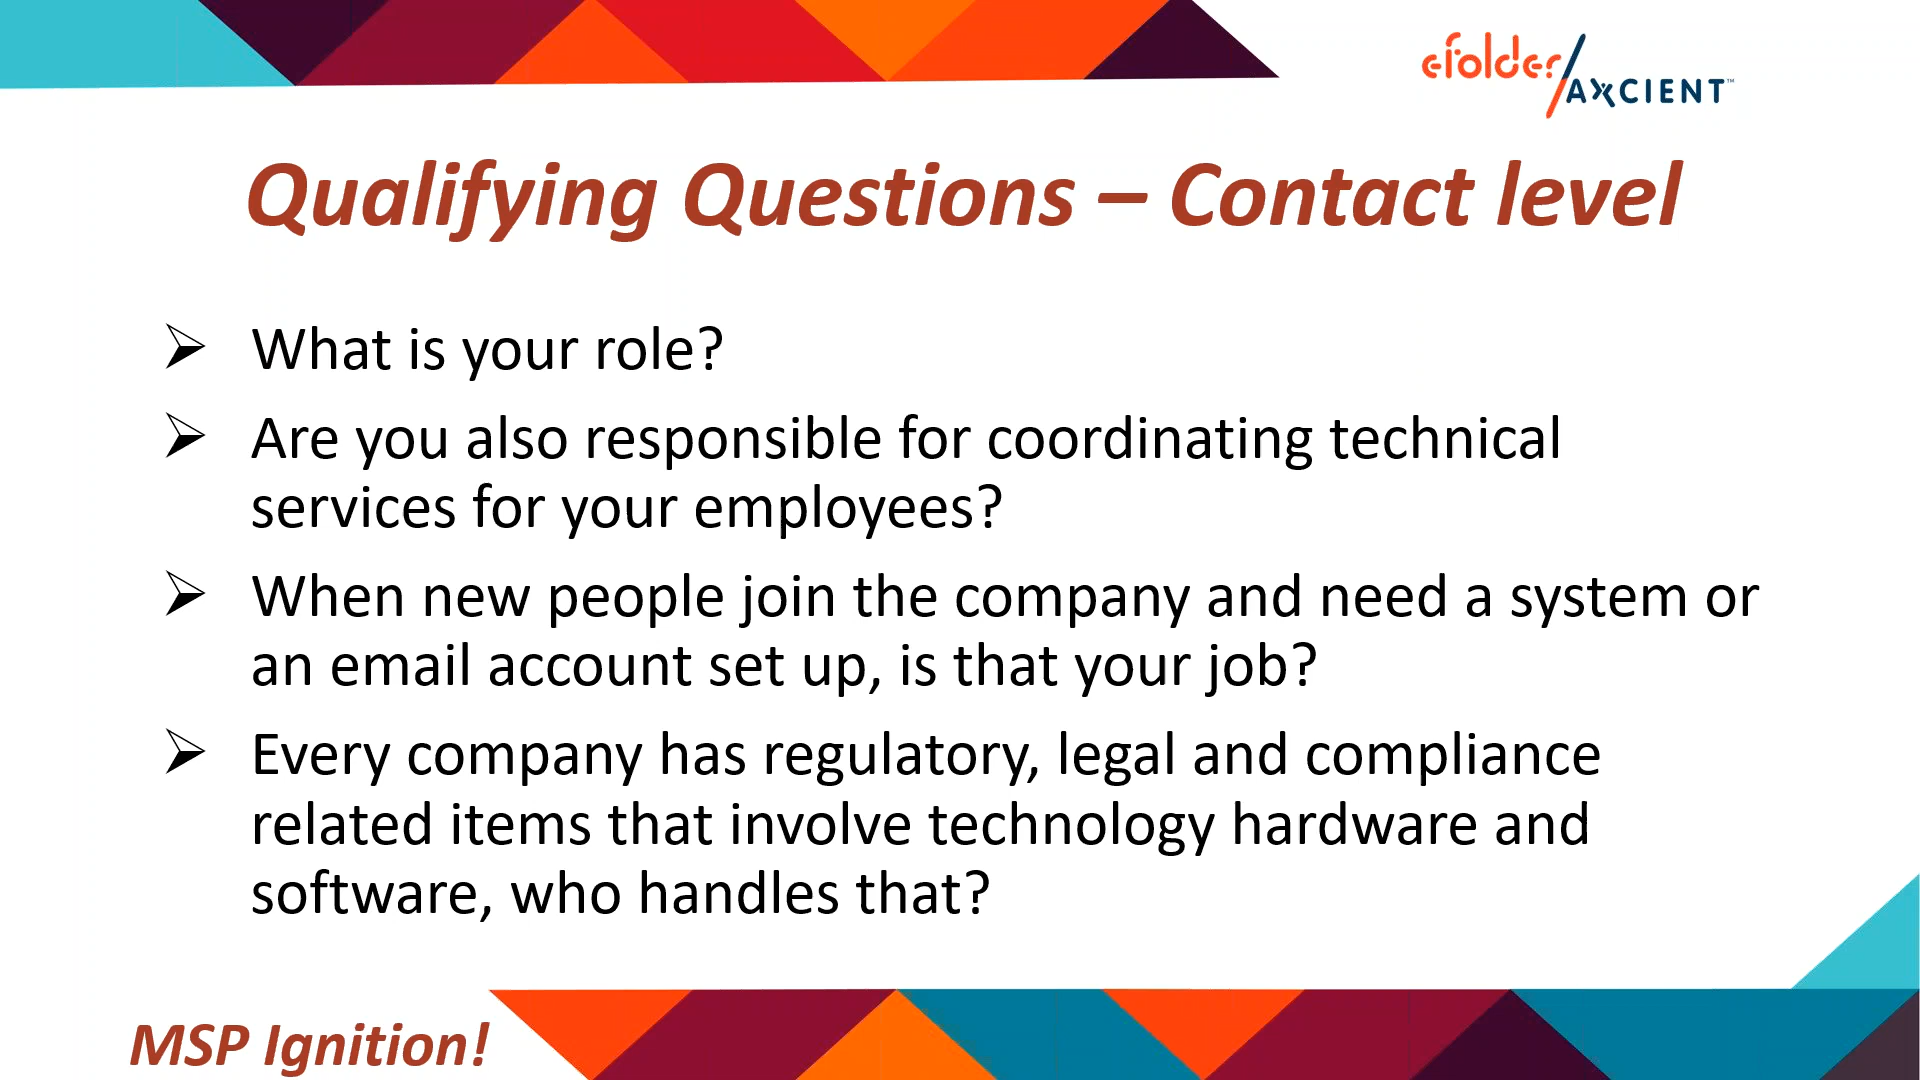 efolder/
AXCIENT™
Qualifying Questions – Contact level
➢ What is your role?
➢ Are you also responsible for coordinating technical
services for your employees?
➢ When new people join the company and need a system or
an email account set up, is that your job?
➢ Every company has regulatory, legal and compliance
related items that involve technology hardware and
software, who handles that?
MSP Ignition!